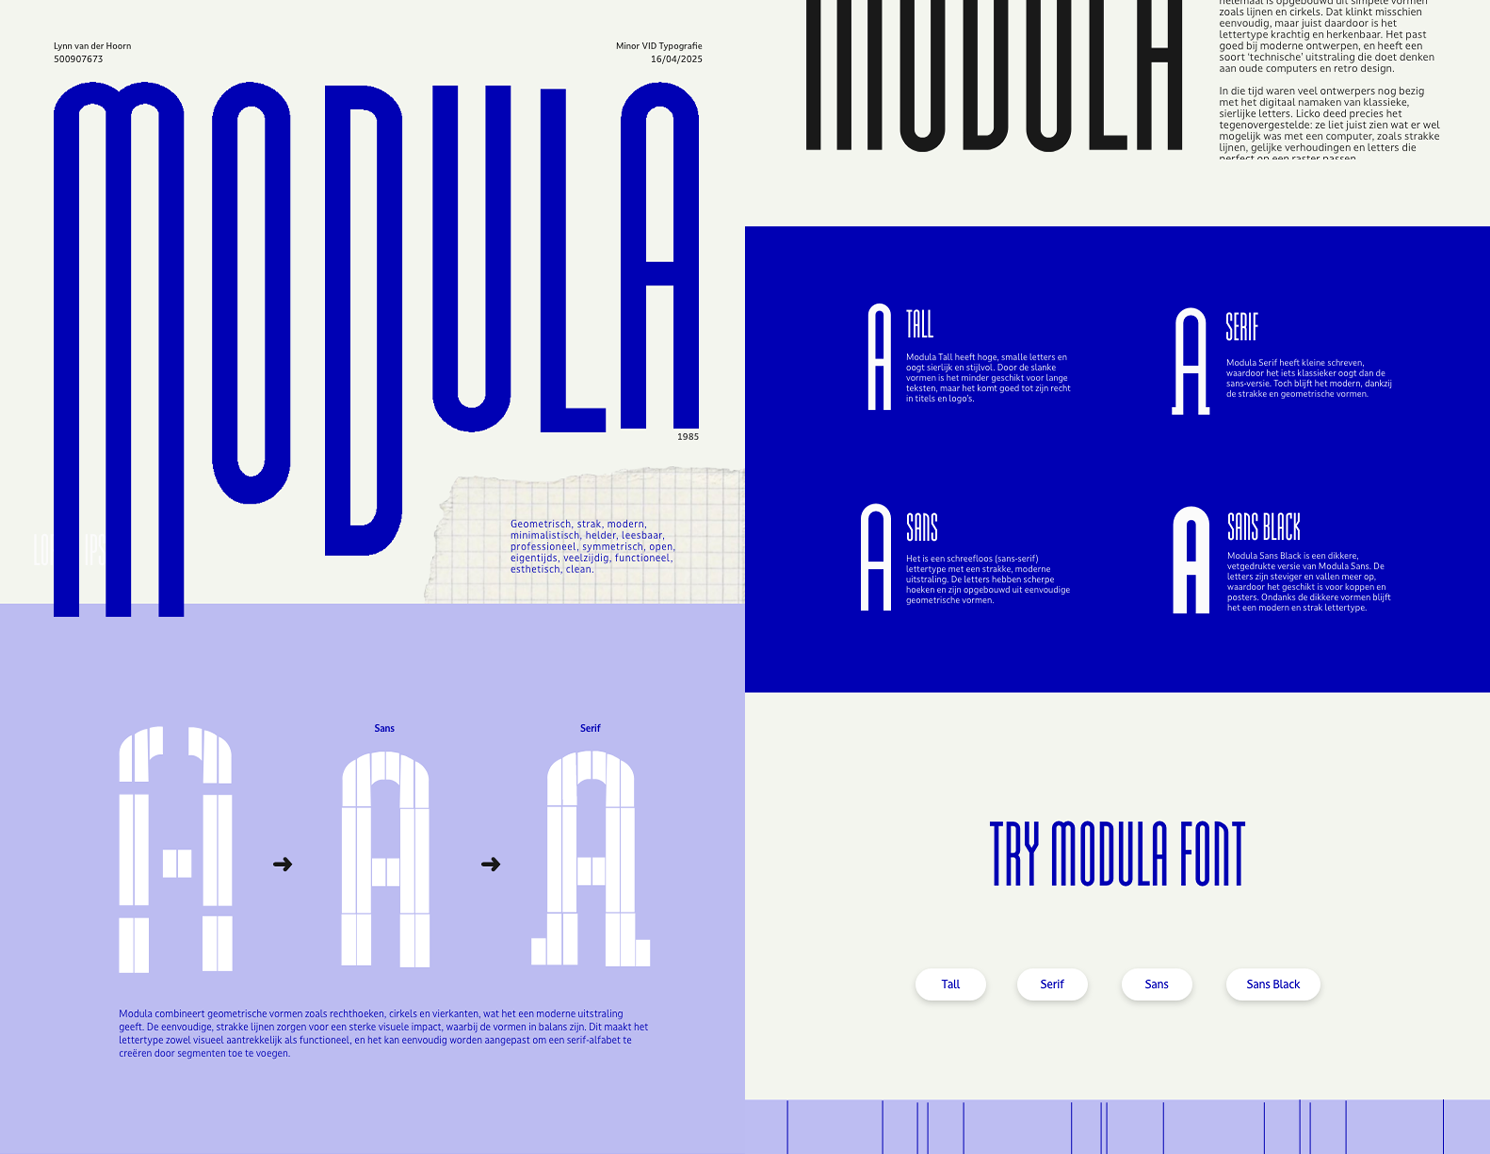 Lynn van der Hoorn
500907673
Minor VID Typografie
16/04/2025
MODULA
1985
Geometrisch, strak, modern,
minimalistisch, helder, leesbaar,
professioneel, symmetrisch, open,
eigentijds, veelzijdig, functioneel,
esthetisch, clean.
Sans
Serif
A
➜
A
➜
A
Modula combineert geometrische vormen zoals rechthoeken, cirkels en vierkanten, wat het een moderne uitstraling
geeft. De eenvoudige, strakke lijnen zorgen voor een sterke visuele impact, waarbij de vormen in balans zijn. Dit maakt het
lettertype zowel visueel aantrekkelijk als functioneel, en het kan eenvoudig worden aangepast om een serif-alfabet te
creëren door segmenten toe te voegen.
MODULA
helemaal is opgebouwd uit simpele vormen
zoals lijnen en cirkels. Dat klinkt misschien
eenvoudig, maar juist daardoor is het
lettertype krachtig en herkenbaar. Het past
goed bij moderne ontwerpen, en heeft een
soort 'technische' uitstraling die doet denken
aan oude computers en retro design.
In die tijd waren veel ontwerpers nog bezig
met het digitaal namaken van klassieke,
sierlijke letters. Licko deed precies het
tegenovergestelde: ze liet juist zien wat er wel
mogelijk was met een computer, zoals strakke
lijnen, gelijke verhoudingen en letters die
perfect op een raster passen.
A
TALL
Modula Tall heeft hoge, smalle letters en
oogt sierlijk en stijlvol. Door de slanke
vormen is het minder geschikt voor lange
teksten, maar het komt goed tot zijn recht
in titels en logo's.
A
SERIF
Modula Serif heeft kleine schreven,
waardoor het iets klassieker oogt dan de
sans-versie. Toch blijft het modern, dankzij
de strakke en geometrische vormen.
A
SANS
Het is een schreefloos (sans-serif)
lettertype met een strakke, moderne
uitstraling. De letters hebben scherpe
hoeken en zijn opgebouwd uit eenvoudige
geometrische vormen.
A
SANS BLACK
Modula Sans Black is een dikkere,
vetgedrukte versie van Modula Sans. De
letters zijn steviger en vallen meer op,
waardoor het geschikt is voor koppen en
posters. Ondanks de dikkere vormen blijft
het een modern en strak lettertype.
TRY MODULA FONT
Tall
Serif
Sans
Sans Black